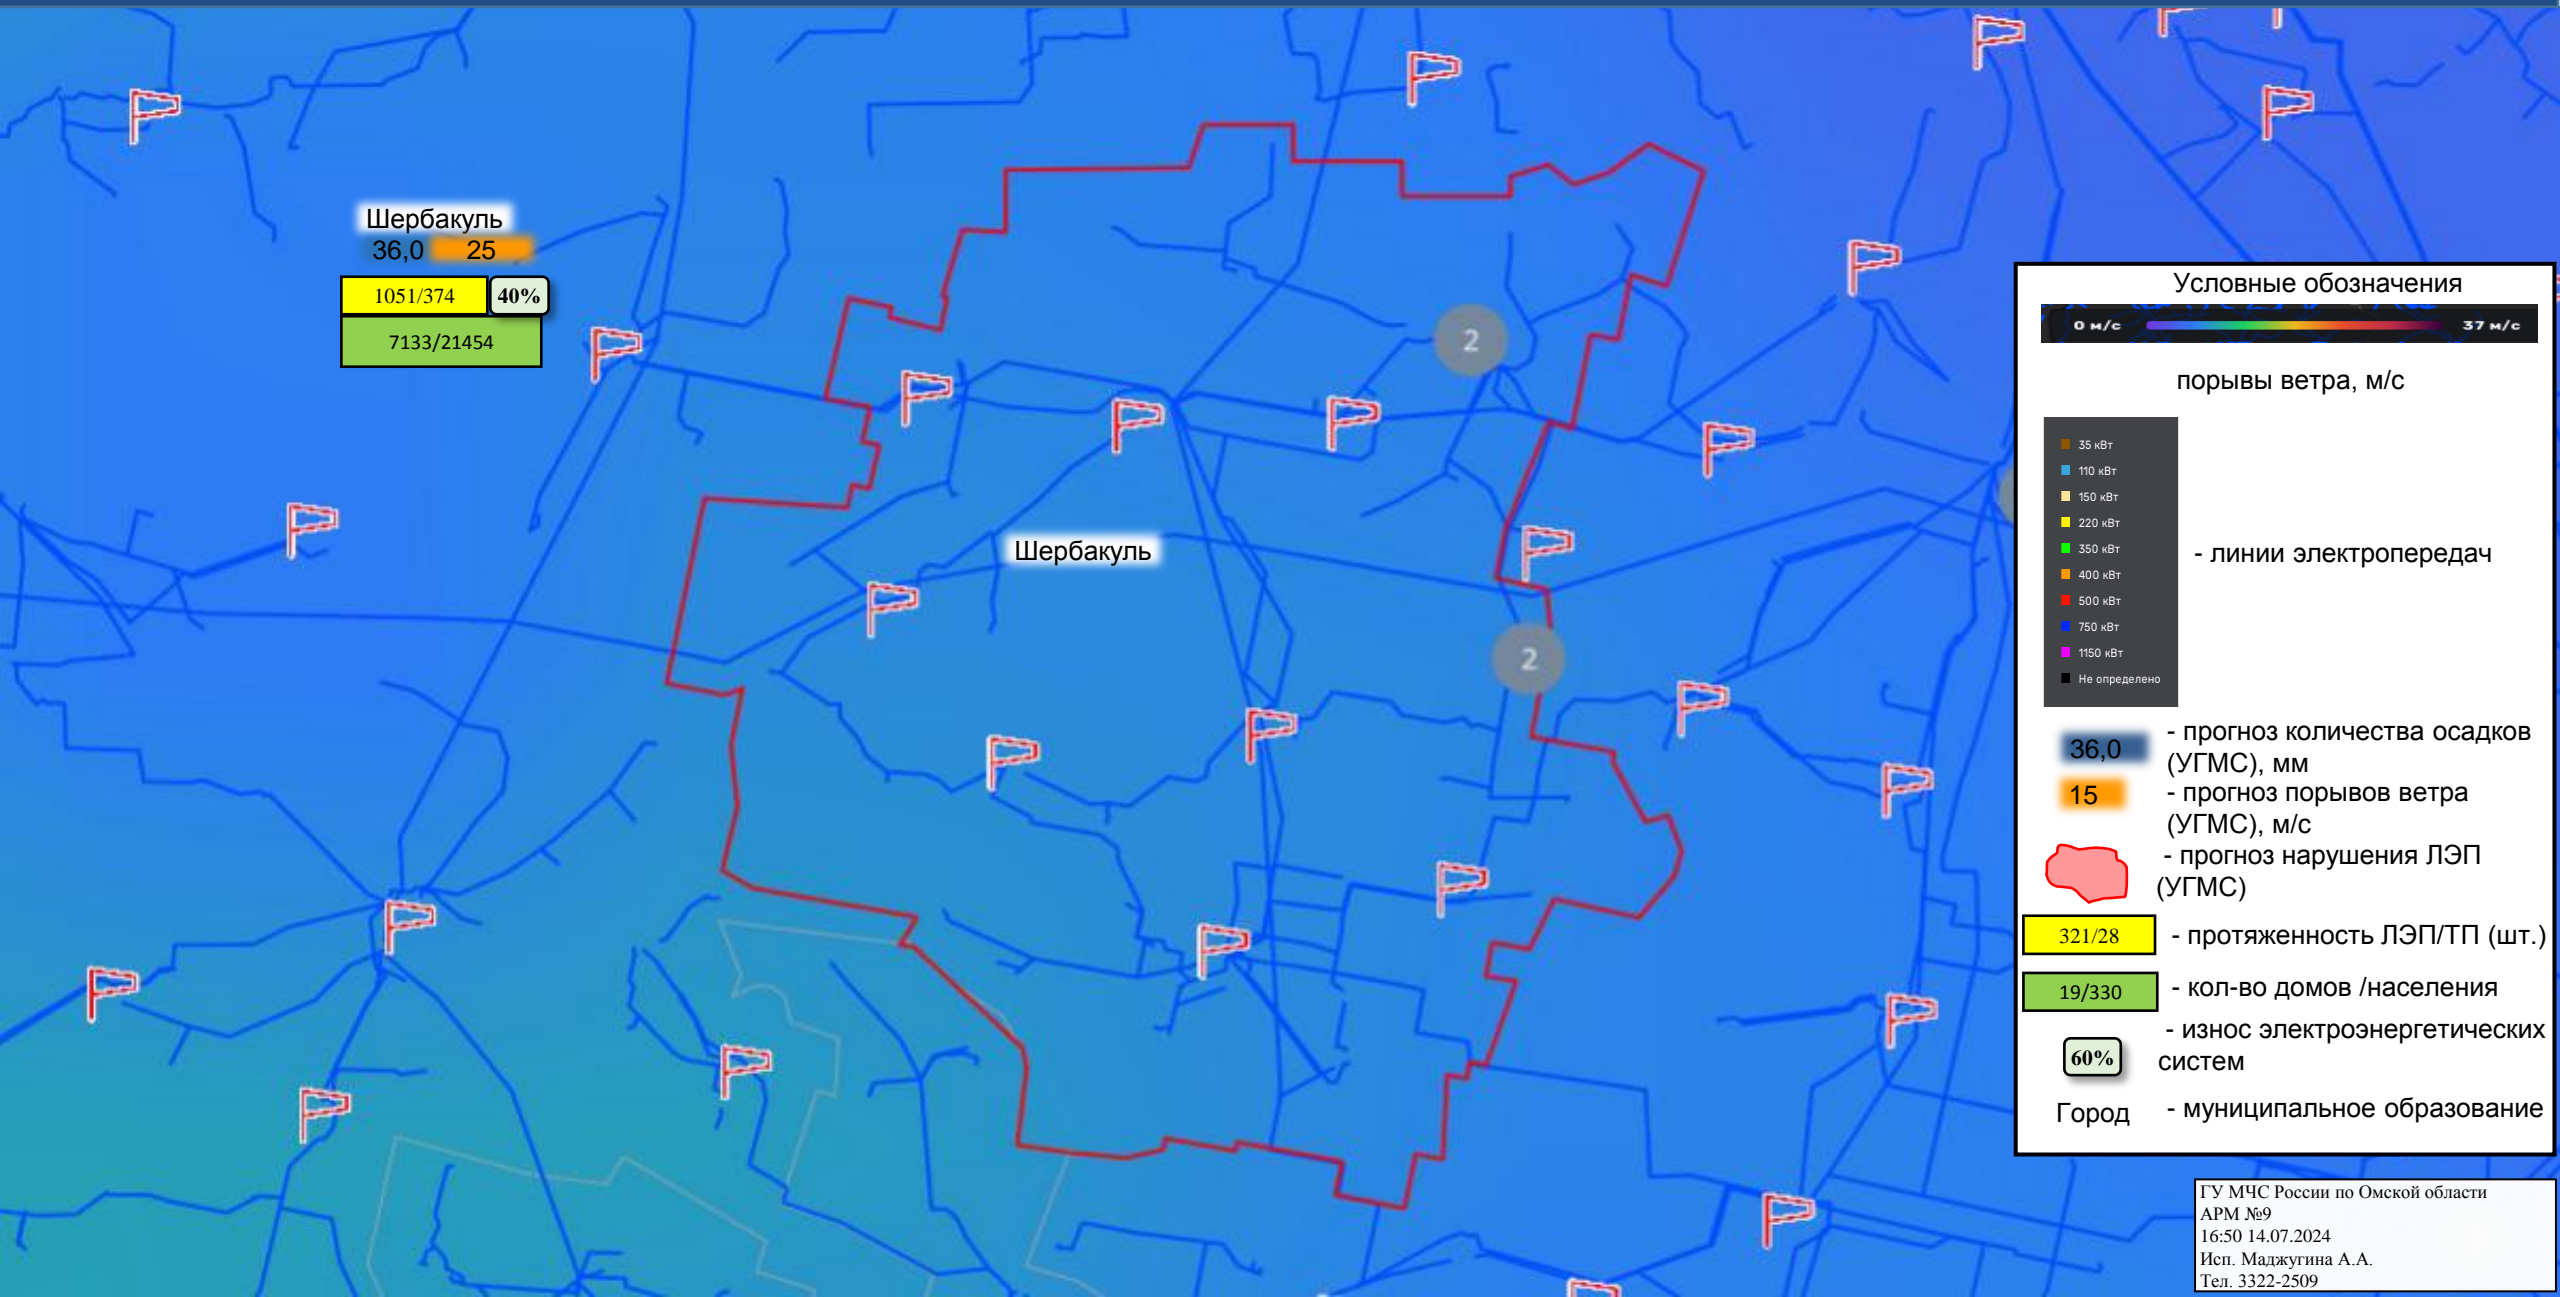 Шербакуль
36,0 25
1051/374 40%
7133/21454
2
Шербакуль
2
Условные обозначения
0 м/с 37 м/с
порывы ветра, м/с
35 кВт
110 кВт
150 кВт
220 кВт
350 кВт
400 кВт
500 кВт
750 кВт
1150 кВт
Не определено
- линии электропередач
36,0 - прогноз количества осадков
(УГМС), мм
15 - прогноз порывов ветра
(УГМС), м/с
- прогноз нарушения ЛЭП
(УГМС)
321/28 - протяженность ЛЭП/ТП (шт.)
19/330 - кол-во домов /населения
60% - износ электроэнергетических
систем
Город - муниципальное образование
ГУ МЧС России по Омской области
АРМ №9
16:50 14.07.2024
Исп. Маджугина А.А.
Тел. 3322-2509